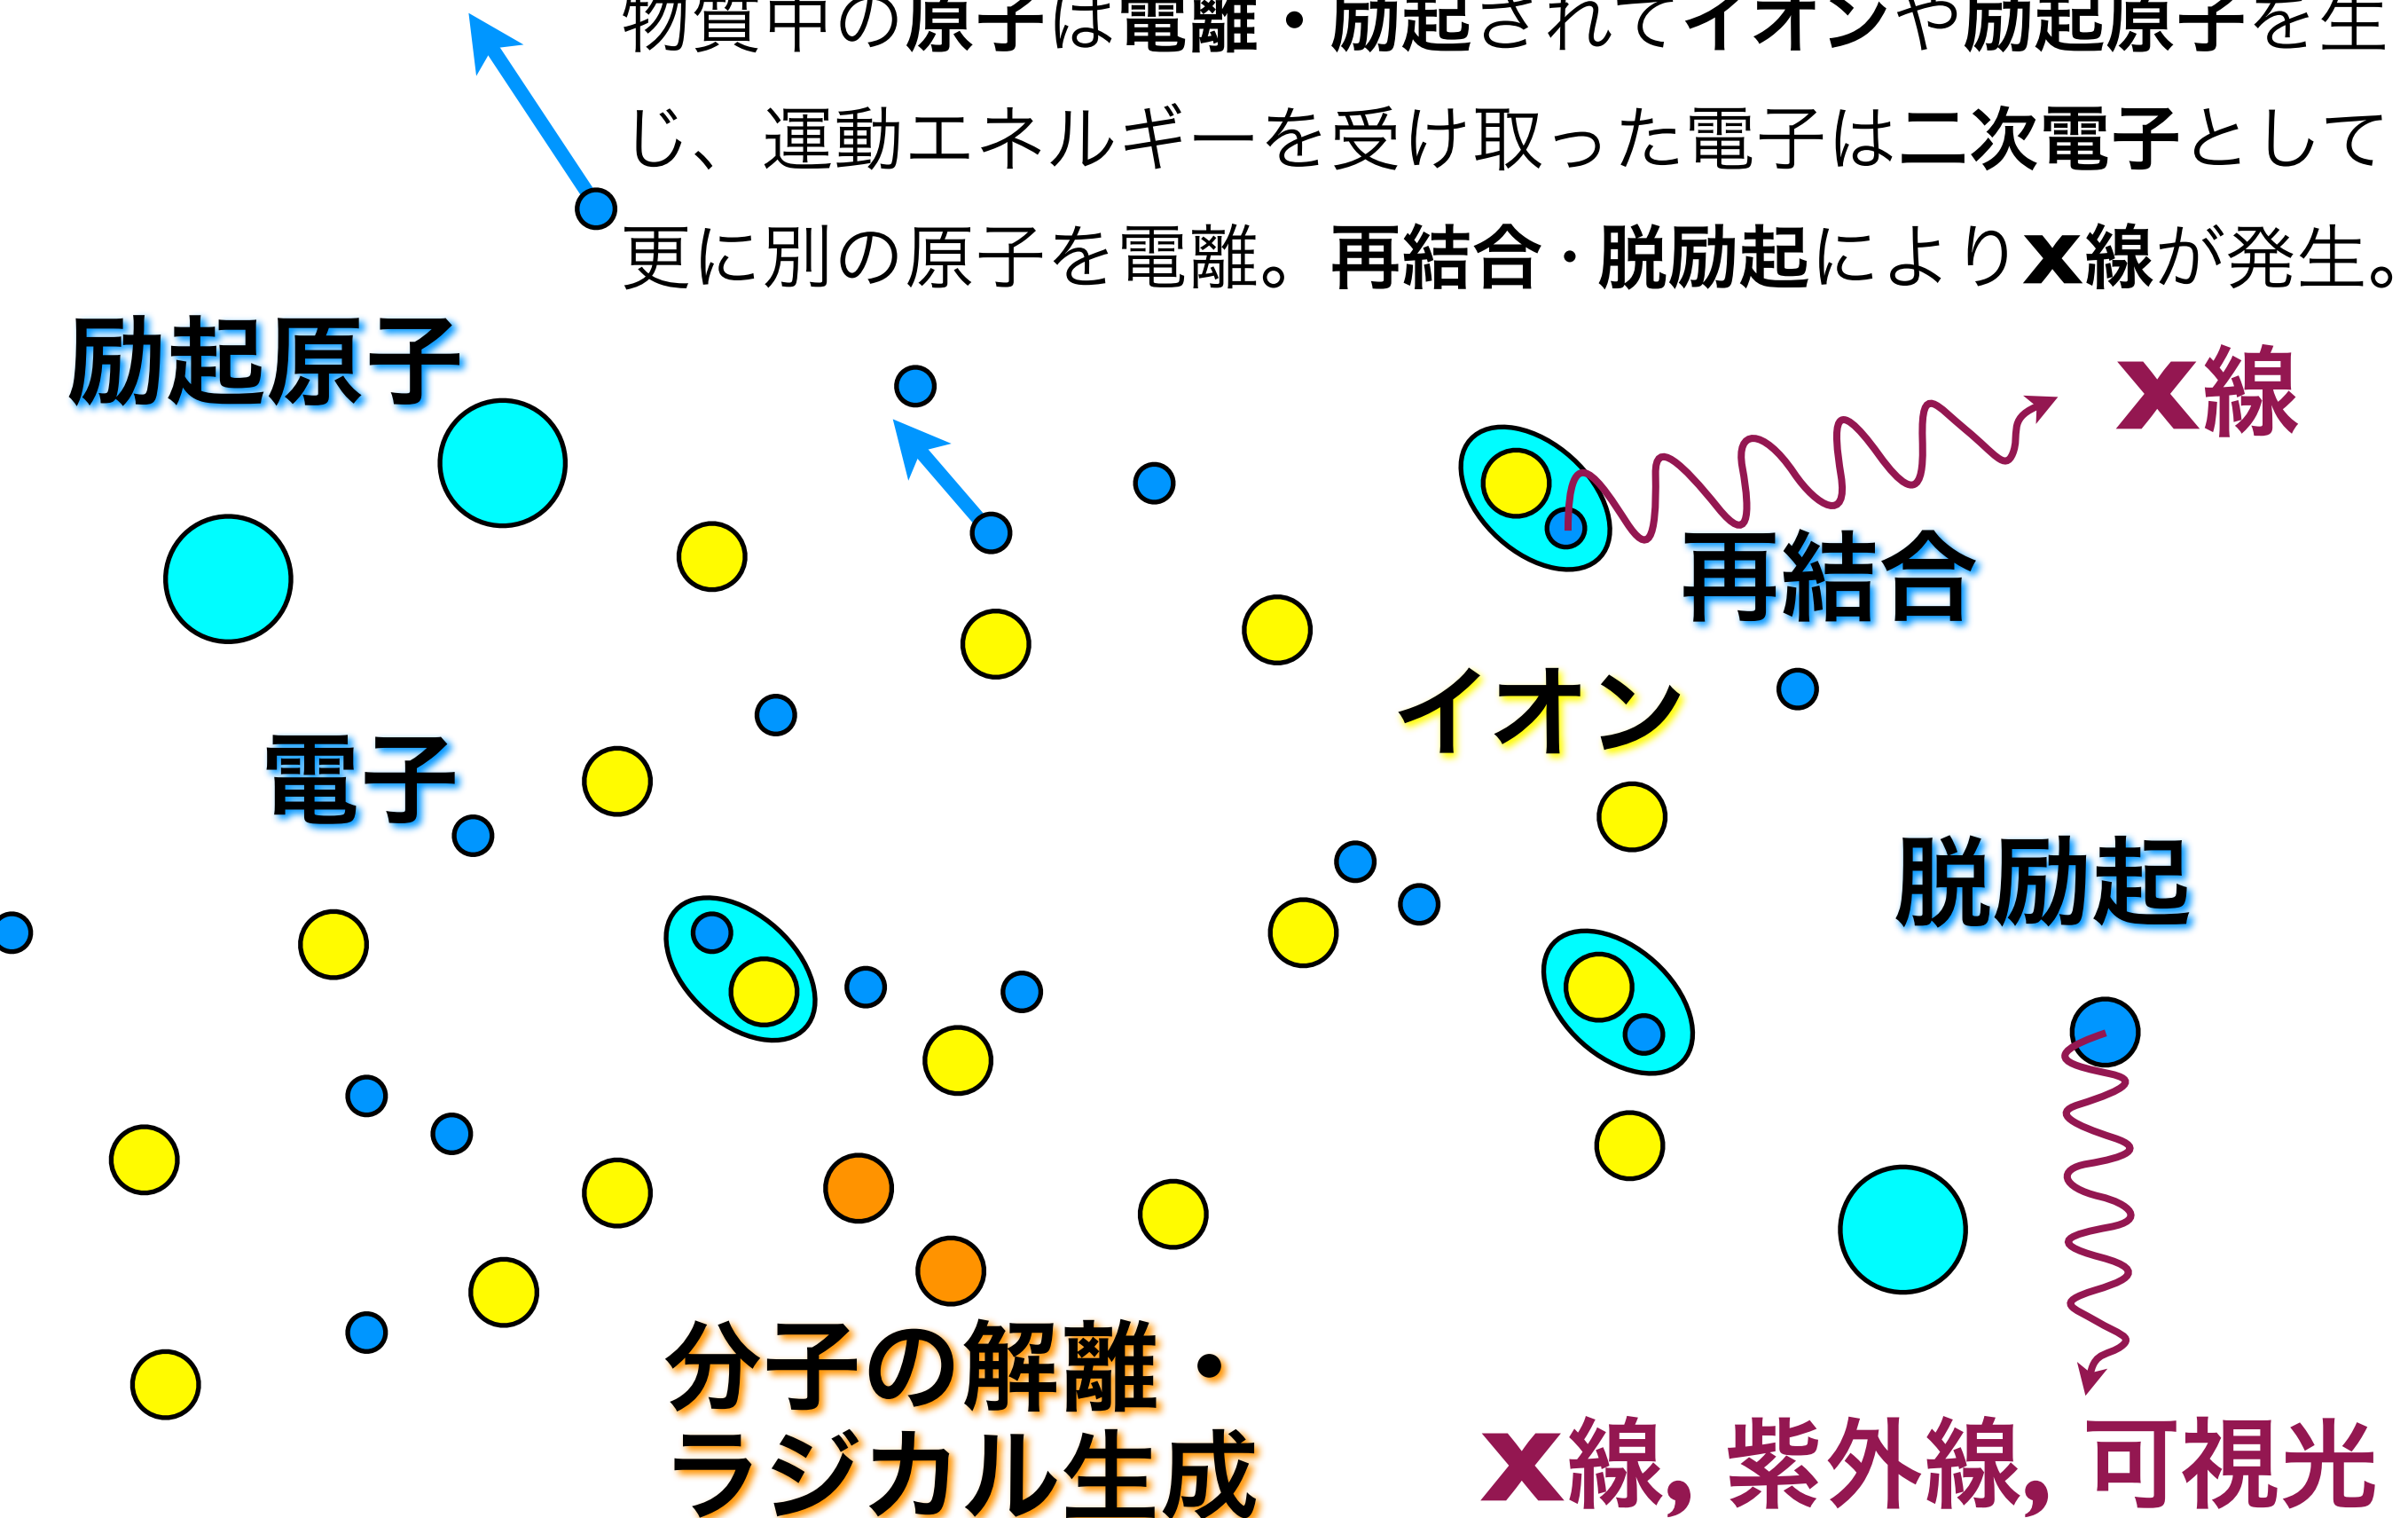 物質中の原子は電離・励起されてイオンや励起原子を生
じ、運動エネルギーを受け取った電子は二次電子として
更に別の原子を電離。再結合・脱励起によりx線が発生。
励起原子
x線
再結合
イオン
電子
脱励起
分子の解離・
ラジカル生成
x線, 紫外線, 可視光